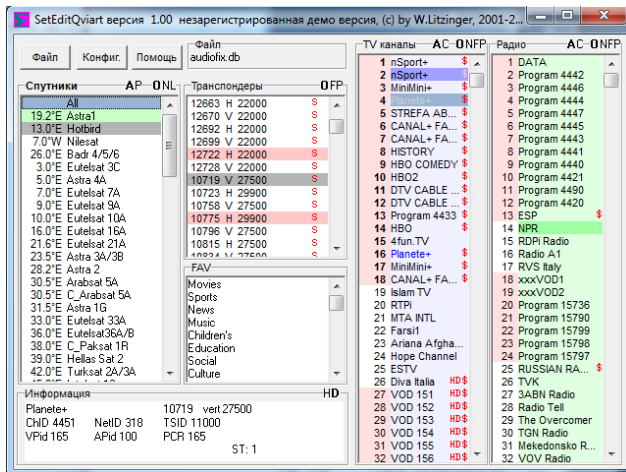 SetEditQviart версия 1.00 незарегистрированная демо версия, (c) by W.Litzinger, 2001-2...
Файл Конфиг. Помощь
Файл
audiofix.db
Спутники A P - O N L
All
19.2°E Astra1
13.0°E Hotbird
7.0°W Nilesat
26.0°E Badr 4/5/6
3.0°E Eutelsat 3C
5.0°E Astra 4A
7.0°E Eutelsat 7A
9.0°E Eutelsat 9A
10.0°E Eutelsat 10A
16.0°E Eutelsat 16A
21.6°E Eutelsat 21A
23.5°E Astra 3A/3B
28.2°E Astra 2
30.5°E Arabsat 5A
30.5°E C_Arabsat 5A
31.5°E Astra 1G
33.0°E Eutelsat 33A
36.0°E Eutelsat36A/B
38.0°E C_Paksat 1R
39.0°E Hellas Sat 2
42.0°E Turksat 2A/3A
Транспондеры O F P
12663 H 22000 S
12670 V 22000 S
12692 H 22000 S
12699 V 22000 S
12722 H 22000 S
12728 V 22000 S
10719 V 27500 S
10723 H 29900 S
10758 V 27500 S
10775 H 29900 S
10796 V 27500 S
10815 H 27500 S
10834 V 27500 S
FAV
Movies
Sports
News
Music
Children's
Education
Social
Culture
Информация HD
Planete+ 10719 vert 27500
ChID 4451 NetID 318 TSID 11000
VPid 165 APid 100 PCR 165
ST: 1
TV каналы A C - O N F P
1 nSport+ $
2 nSport+ $
3 MiniMini+ $
4 Planete+ $
5 STREFA AB... $
6 CANAL+ FA... $
7 CANAL+ FA... $
8 HISTORY $
9 HBO COMEDY $
10 HBO2 $
11 DTV CABLE ... $
12 DTV CABLE ... $
13 Program 4433 $
14 HBO $
15 4fun.TV
16 Planete+ $
17 MiniMini+ $
18 CANAL+ FA... $
19 Islam TV
20 RTPi
21 MTA INTL
22 Farsi1
23 Ariana Afgha...
24 Hope Channel
25 ESTV
26 Diva Italia HD$
27 VOD 151 HD$
28 VOD 152 HD$
29 VOD 153 HD$
30 VOD 154 HD$
31 VOD 155 HD$
32 VOD 156 HD$
Радио A C - O N F P
1 DATA
2 Program 4442
3 Program 4446
4 Program 4444
5 Program 4447
6 Program 4445
7 Program 4443
8 Program 4441
9 Program 4440
10 Program 4421
11 Program 4490
12 Program 4420
13 ESP $
14 NPR
15 RDPi Radio
16 Radio A1
17 RVS Italy
18 xxxVOD1
19 xxxVOD2
20 Program 15736
21 Program 15790
22 Program 15799
23 Program 15798
24 Program 15797
25 RUSSIAN RA... $
26 TVK
27 3ABN Radio
28 Radio Tell
29 The Overcomer
30 TGN Radio
31 Mekedonsko R...
32 VOV Radio